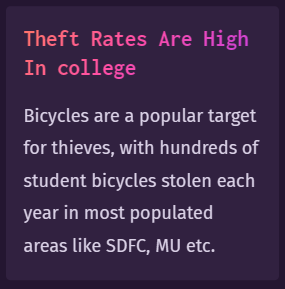 Theft Rates Are High
In college
Bicycles are a popular target
for thieves, with hundreds of
student bicycles stolen each
year in most populated
areas like SDFC, MU etc.